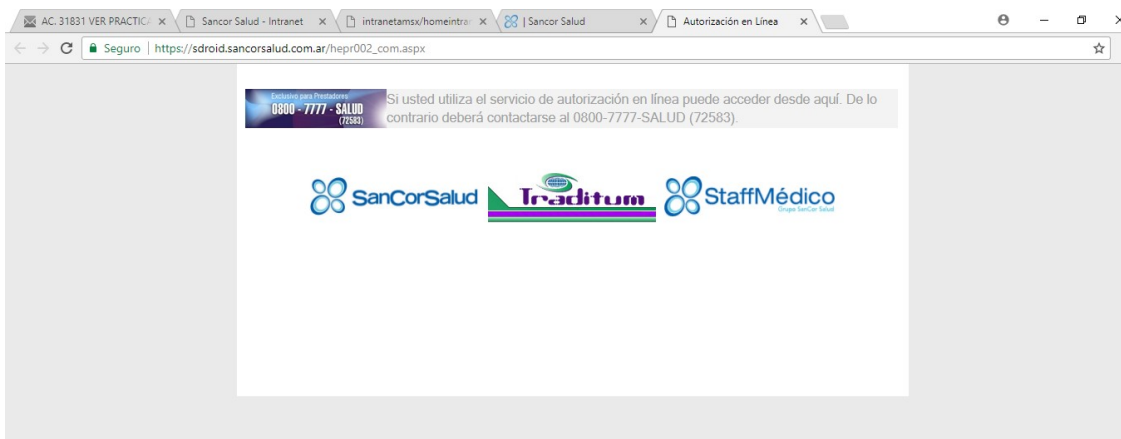 AC. 31831 VER PRACTICA
Sancor Salud - Intranet
intranetamsx/homeintran
| Sancor Salud
Autorización en Línea
Seguro | https://sdroid.sancorsalud.com.ar/hepr002_com.aspx
Exclusivo para Prestadores
0800 - 7777 - SALUD
(72583)
Si usted utiliza el servicio de autorización en línea puede acceder desde aquí. De lo
contrario deberá contactarse al 0800-7777-SALUD (72583).
SanCorSalud
Traditum
StaffMédico
Grupo SanCor Salud